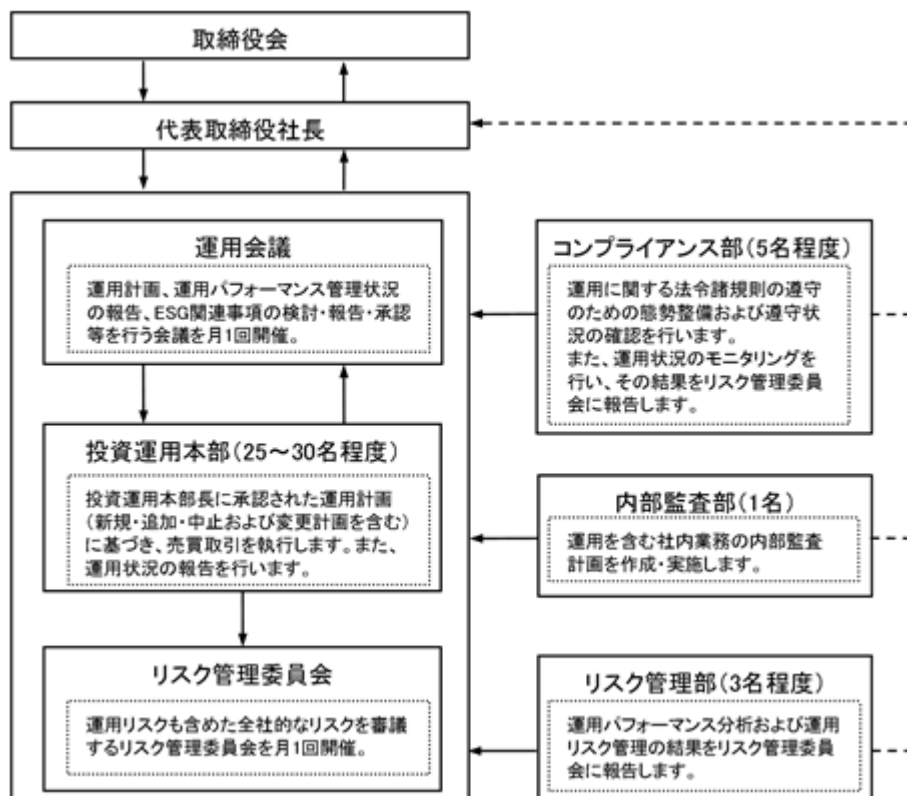 取締役会
代表取締役社長
運用会議
運用計画、運用パフォーマンス管理状況
の報告、ESG関連事項の検討・報告・承認
等を行う会議を月1回開催。
投資運用本部(25～30名程度)
投資運用本部長に承認された運用計画
(新規・追加・中止および変更計画を含む)
に基づき、売買取引を執行します。また、
運用状況の報告を行います。
リスク管理委員会
運用リスクも含めた全社的なリスクを審議
するリスク管理委員会を月1回開催。
コンプライアンス部(5名程度)
運用に関する法令諸規則の遵守
のための態勢整備および遵守状
況の確認を行います。
また、運用状況のモニタリングを
行い、その結果をリスク管理委員
会に報告します。
内部監査部(1名)
運用を含む社内業務の内部監査
計画を作成・実施します。
リスク管理部(3名程度)
運用パフォーマンス分析および運用
リスク管理の結果をリスク管理委員
会に報告します。